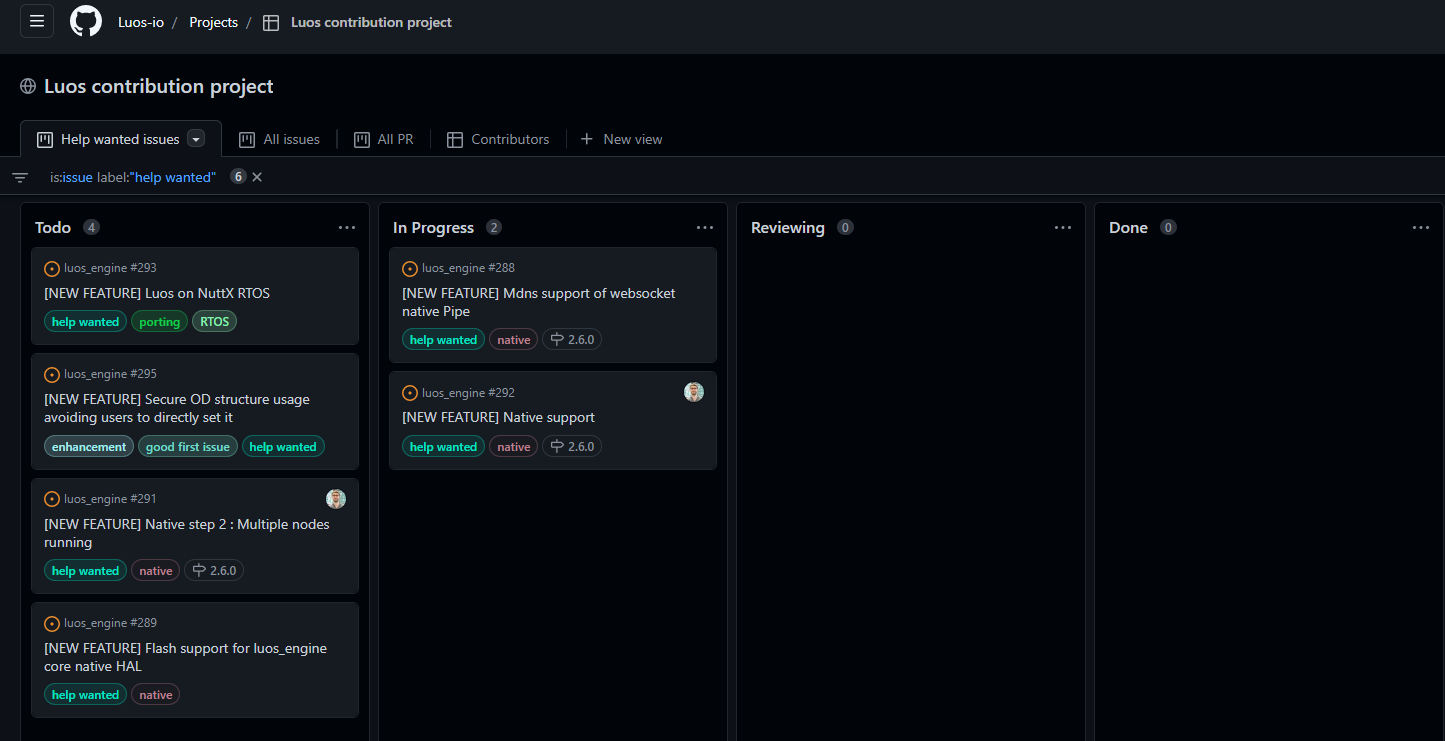 Luos-io / Projects / Luos contribution project
Luos contribution project
Help wanted issues
All issues
All PR
Contributors
+ New view
is:issue label:"help wanted" 6
Todo 4
luos_engine #293
[NEW FEATURE] Luos on NuttX RTOS
help wanted porting RTOS
luos_engine #295
[NEW FEATURE] Secure OD structure usage
avoiding users to directly set it
enhancement good first issue help wanted
luos_engine #291
[NEW FEATURE] Native step 2 : Multiple nodes
running
help wanted native 2.6.0
luos_engine #289
[NEW FEATURE] Flash support for luos_engine
core native HAL
help wanted native
In Progress 2
luos_engine #288
[NEW FEATURE] Mdns support of websocket
native Pipe
help wanted native 2.6.0
luos_engine #292
[NEW FEATURE] Native support
help wanted native 2.6.0
Reviewing 0
Done 0